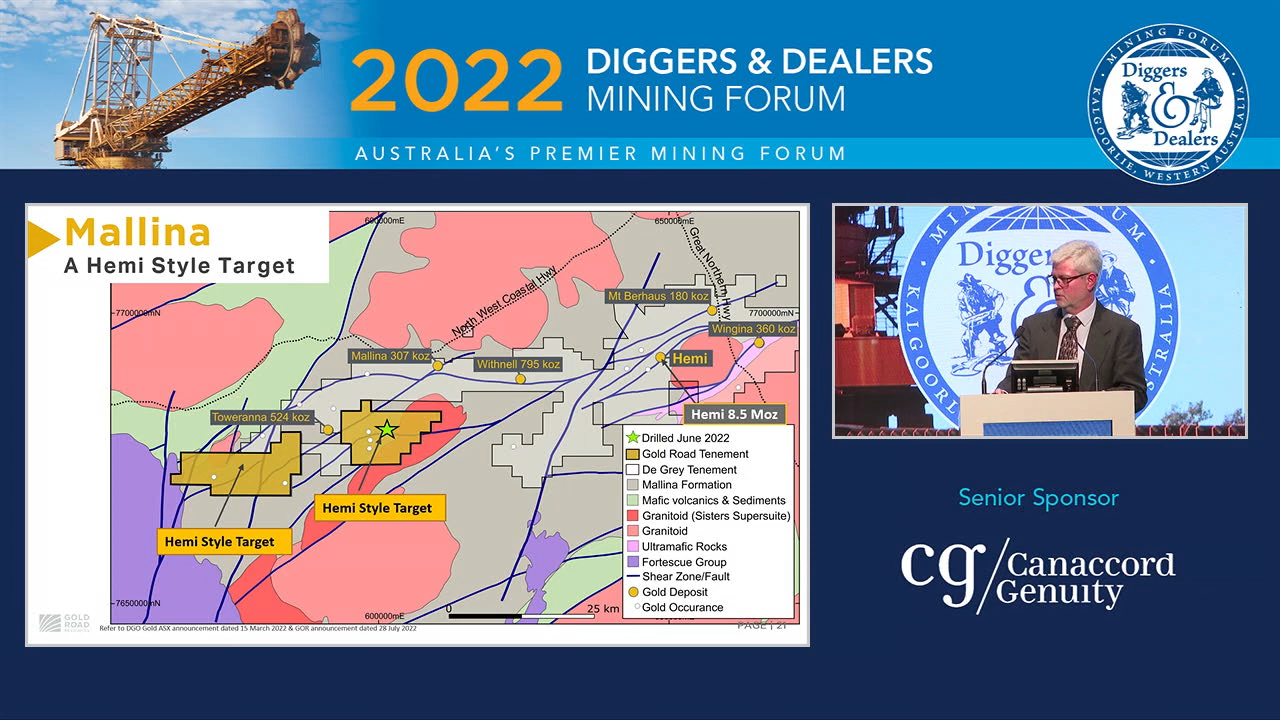 2022 DIGGERS & DEALERS
MINING FORUM
AUSTRALIA'S PREMIER MINING FORUM
MINING FORUM
Diggers
&
Dealers
KALGOORLIE, WESTERN AUSTRALIA
Mallina
A Hemi Style Target
650000mE
7700000mN
7700000mN
North West Coastal Hwy
Great Northern Hwy
Mt Berhaus 180 koz
Wingina 360 koz
Mallina 307 koz
Withnell 795 koz
Hemi
Toweranna 524 koz
Hemi 8.5 Moz
Hemi Style Target
Hemi Style Target
Drilled June 2022
Gold Road Tenement
De Grey Tenement
Mallina Formation
Mafic volcanics & Sediments
Granitoid (Sisters Supersuite)
Granitoid
Ultramafic Rocks
Fortescue Group
Shear Zone/Fault
Gold Deposit
Gold Occurance
7650000mN
600000mE
0
25 km
GOLD
ROAD
Refer to DGO Gold ASX announcement dated 15 March 2022 & GOR announcement dated 28 July 2022
PAGE | 21
Senior Sponsor
cg/Canaccord
Genuity